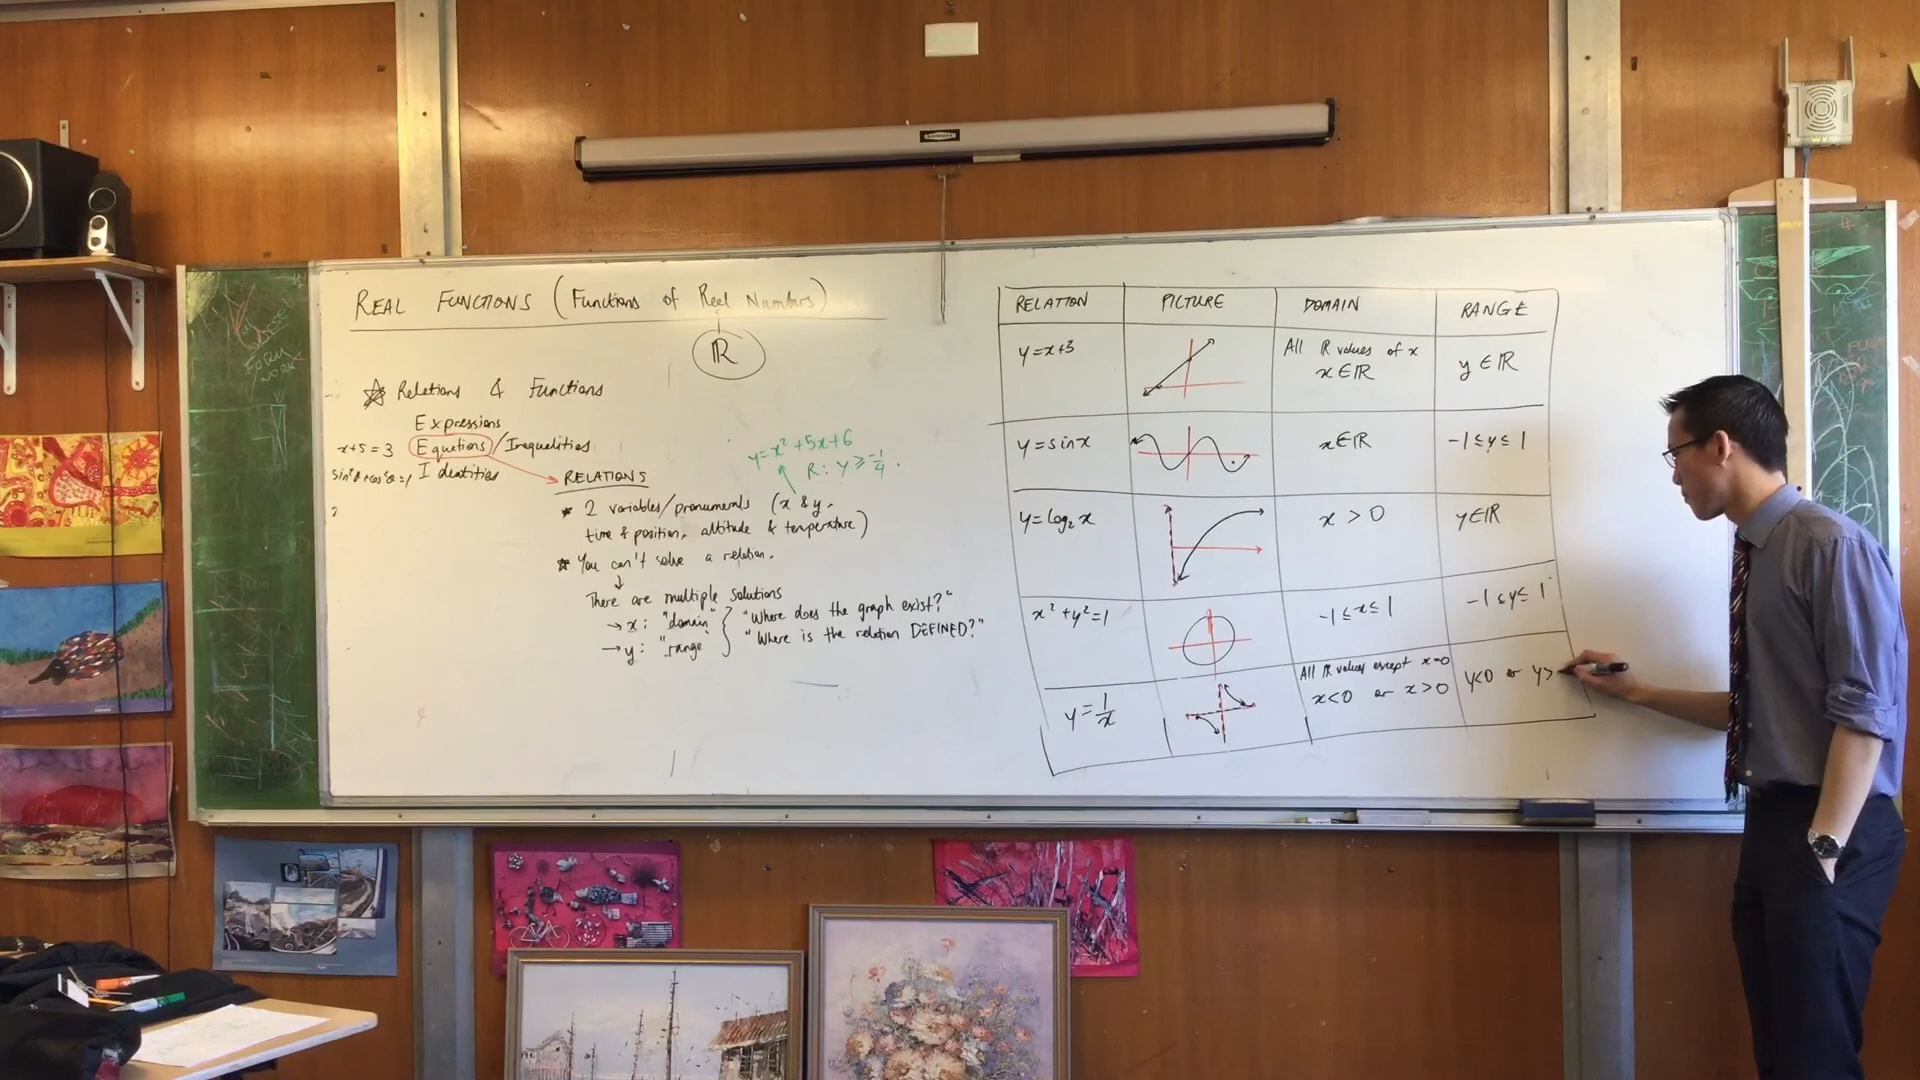 REAL FUNCTIONS (Functions of Real Numbers)
ℝ
Relations & Functions
Expressions
x+5=3 Equations/Inequalities
sin²θ+cos²θ=1 Identities
RELATIONS
y=x²+5x+6
R: y≥-1/4.
* 2 variables/pronumerals (x & y,
time & position, altitude & temperature)
* You can't solve a relation.
↓
There are multiple solutions
→ x: "domain" } "Where does the graph exist?"
→ y: "range" } "Where is the relation DEFINED?"
RELATION PICTURE DOMAIN RANGE
y=x+3 All ℝ values of x y∈ℝ
x∈ℝ
y=sinx x∈ℝ -1≤y≤1
y=log₂x x>0 y∈ℝ
x²+y²=1 -1≤x≤1 -1≤y≤1
y=1/x All ℝ values except x=0 y<0 or y>
x<0 or x>0